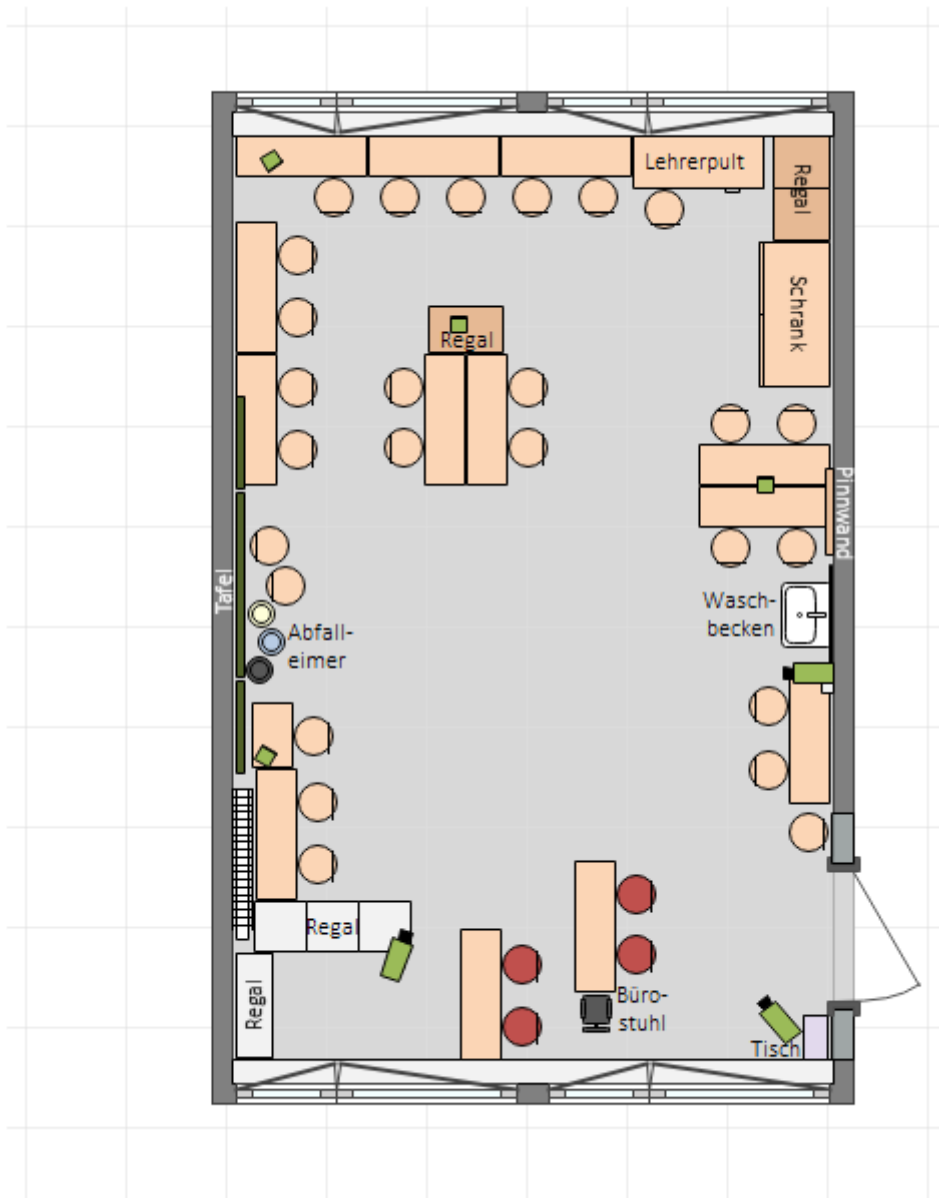 Lehrerpult
Regal
Schrank
Regal
Pinnwand
Tafel
Wasch-
becken
Abfall-
eimer
Regal
Regal
Büro-
stuhl
Tisch